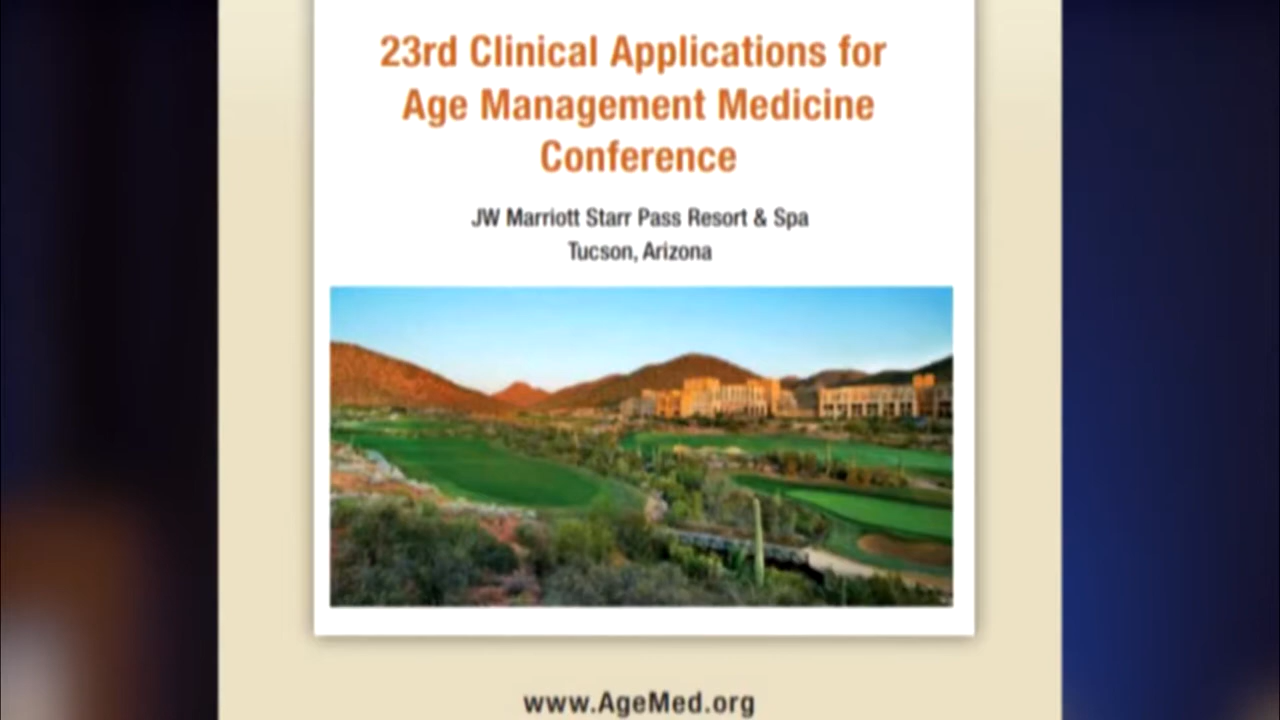 23rd Clinical Applications for
Age Management Medicine
Conference
JW Marriott Starr Pass Resort & Spa
Tucson, Arizona
www.AgeMed.org